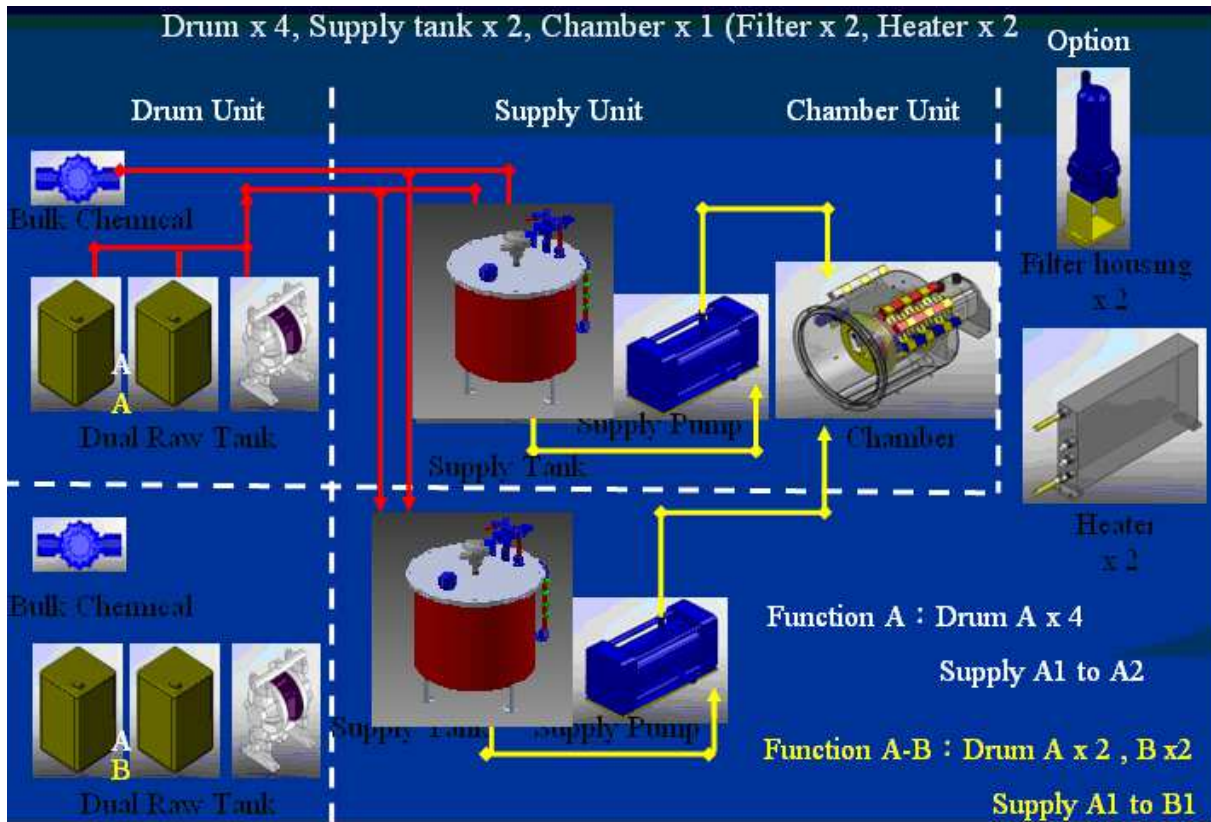 Drum x 4, Supply tank x 2, Chamber x 1 (Filter x 2, Heater x 2
Option
Drum Unit
Supply Unit
Chamber Unit
Bulk Chemical
A
A
Dual Raw Tank
Supply Tank
Supply Pump
Chamber
Filter housing
x 2
Heater
x 2
Bulk Chemical
A
B
Dual Raw Tank
Supply Tank
Supply Pump
Function A：Drum A x 4
Supply A1 to A2
Function A-B：Drum A x 2 , B x2
Supply A1 to B1